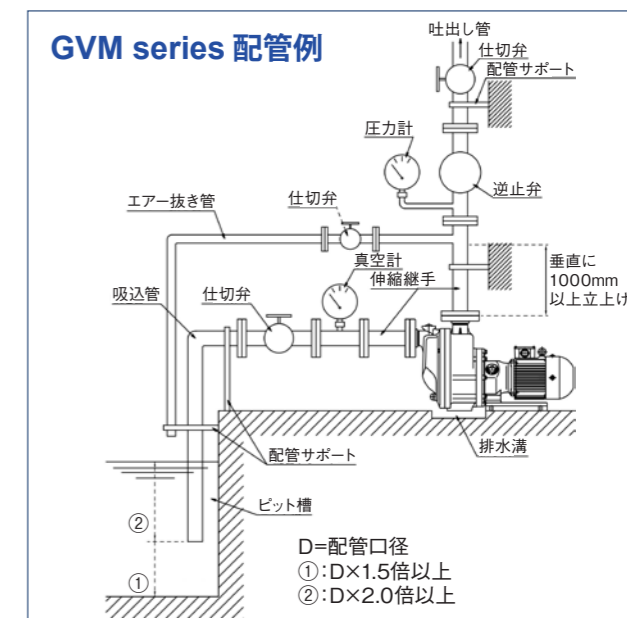 GVM series 配管例
吐出し管
仕切弁
配管サポート
圧力計
逆止弁
エアー抜き管
仕切弁
真空計
伸縮継手
垂直に
1000mm
以上立上げ
吸込管
仕切弁
排水溝
配管サポート
ピット槽
②
①
D=配管口径
①:D×1.5倍以上
②:D×2.0倍以上